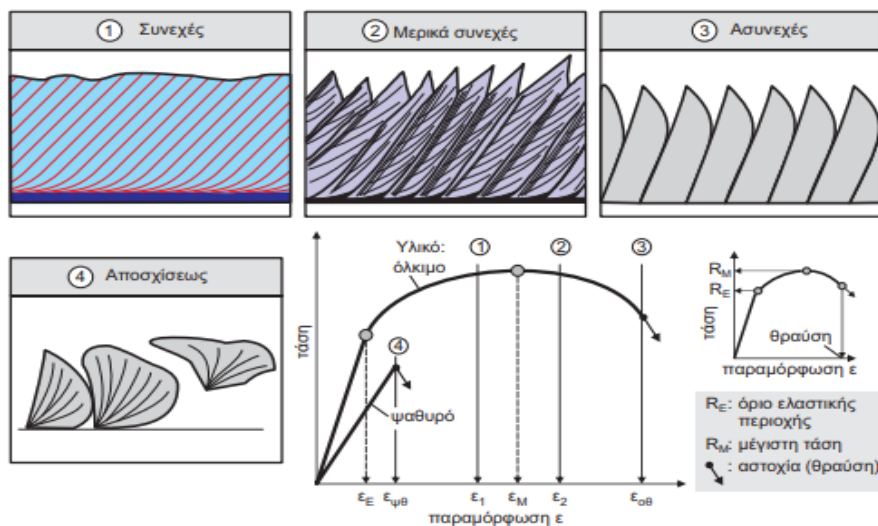 1 Συνεχές
2 Μερικά συνεχές
3 Ασυνεχές
4 Αποσχίσεως
τάση
Υλικό:
όλκιμο
1
2
3
4
ψαθυρό
ε_E
ε_ψθ
ε_1
ε_M
ε_2
ε_οθ
παραμόρφωση ε
R_M
R_E
τάση
θραύση
παραμόρφωση ε
R_E: όριο ελαστικής
περιοχής
R_M: μέγιστη τάση
: αστοχία (θραύση)